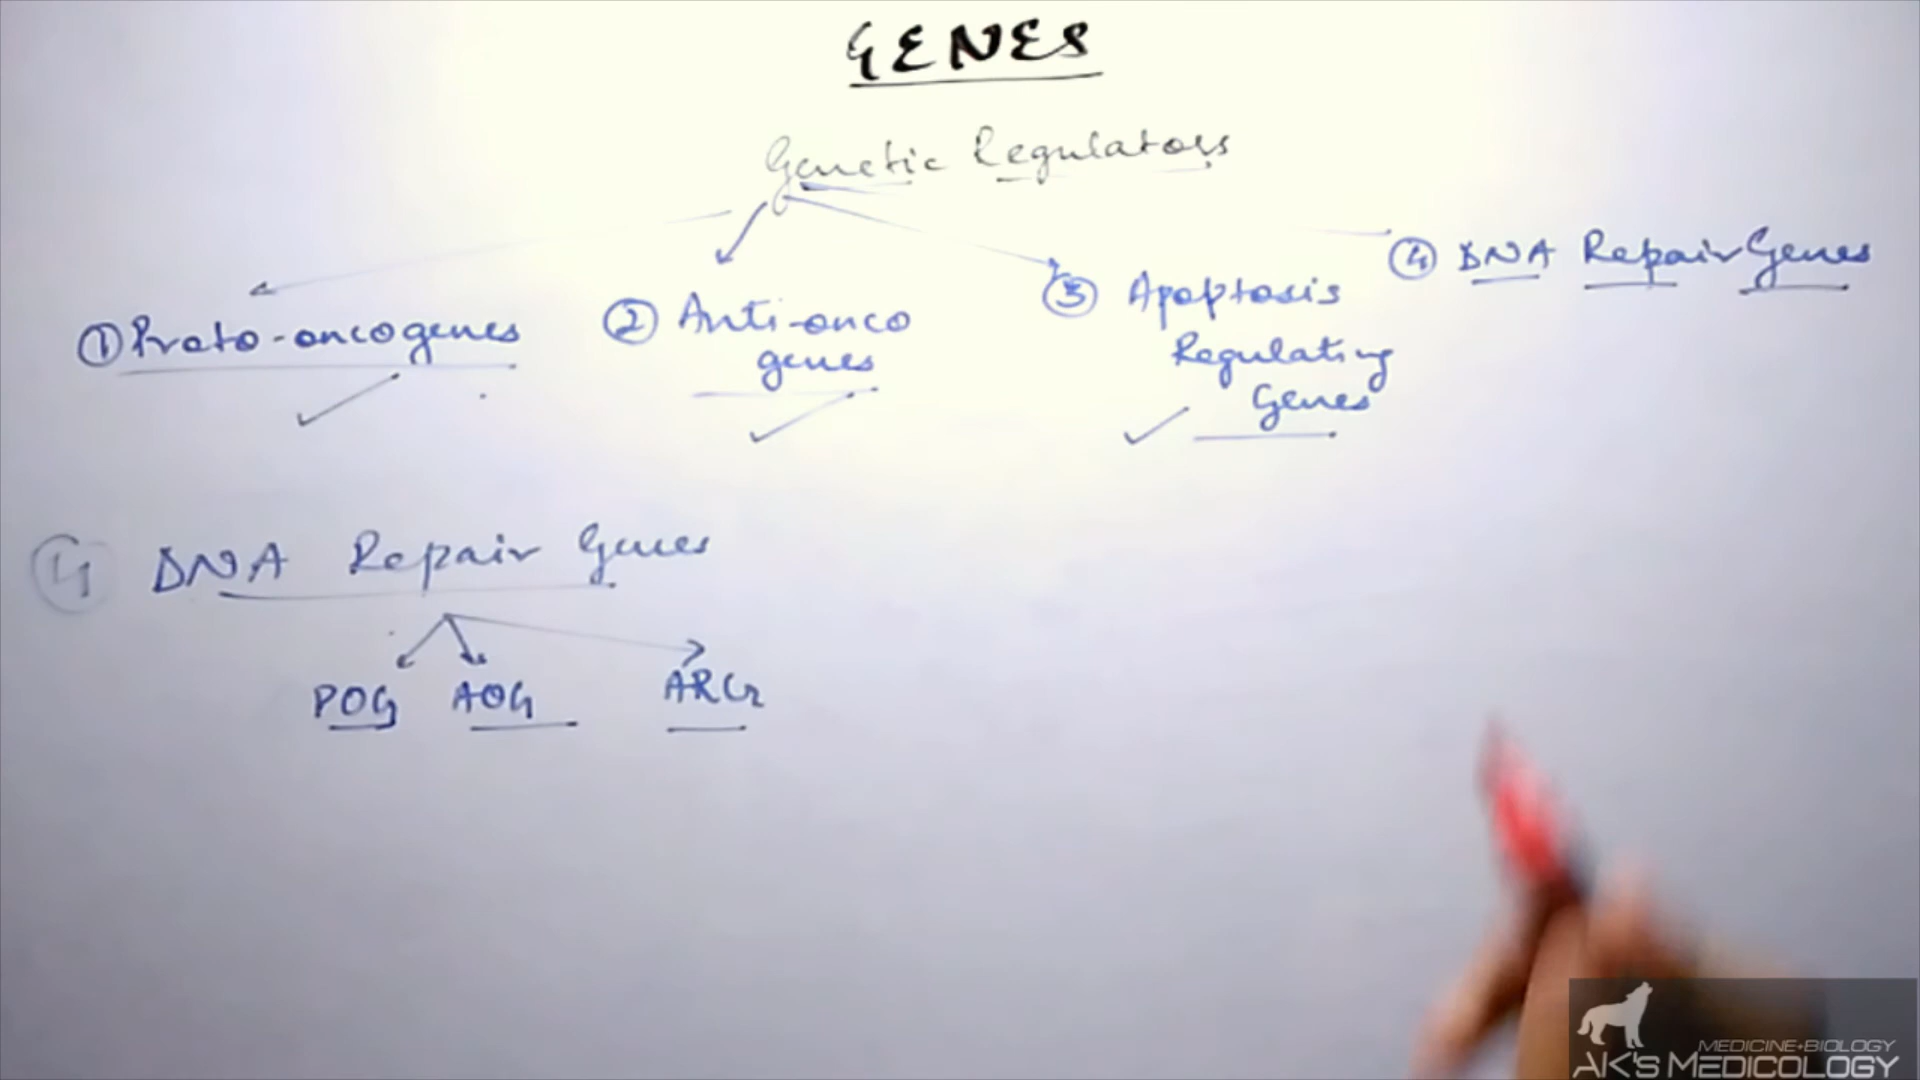 GENES
Genetic Regulators
① Proto-oncogenes
② Anti-onco
genes
③ Apoptosis
Regulating
Genes
④ DNA Repair Genes
④ DNA Repair Genes
POG AOG ARG
MEDICINE+BIOLOGY
AK'S MEDICOLOGY